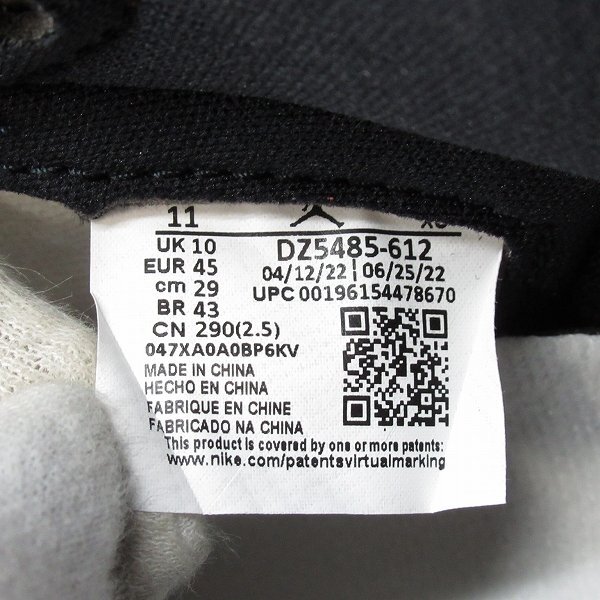 11
UK 10
EUR 45
cm 29
BR 43
CN 290(2.5)
DZ5485-612
04/12/22 | 06/25/22
UPC 00196154478670
047XA0A0BP6KV
MADE IN CHINA
HECHO EN CHINA
FABRIQUE EN CHINE
FABRICADO NA CHINA
This product is covered by one or more patents:
www.nike.com/patentsvirtualmarking